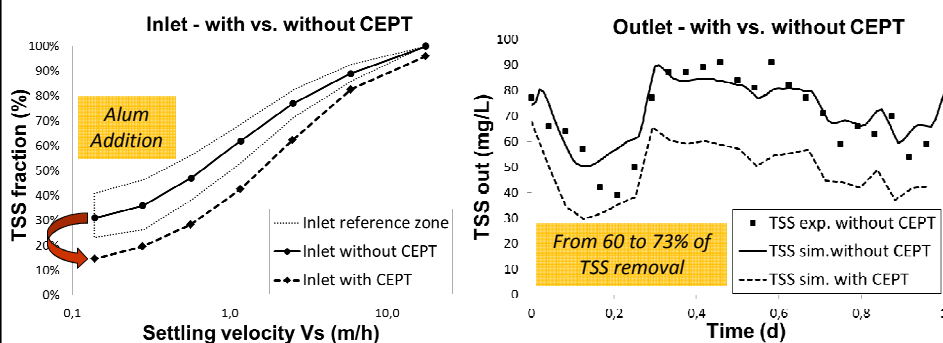 Inlet - with vs. without CEPT
TSS fraction (%)
100%
90%
80%
70%
60%
50%
40%
30%
20%
10%
0%
Alum
Addition
Inlet reference zone
Inlet without CEPT
Inlet with CEPT
0,1
1,0
10,0
Settling velocity Vs (m/h)
Outlet - with vs. without CEPT
TSS out (mg/L)
100
90
80
70
60
50
40
30
20
10
0
From 60 to 73% of
TSS removal
TSS exp. without CEPT
TSS sim.without CEPT
TSS sim. with CEPT
0
0,2
0,4
0,6
0,8
1
Time (d)